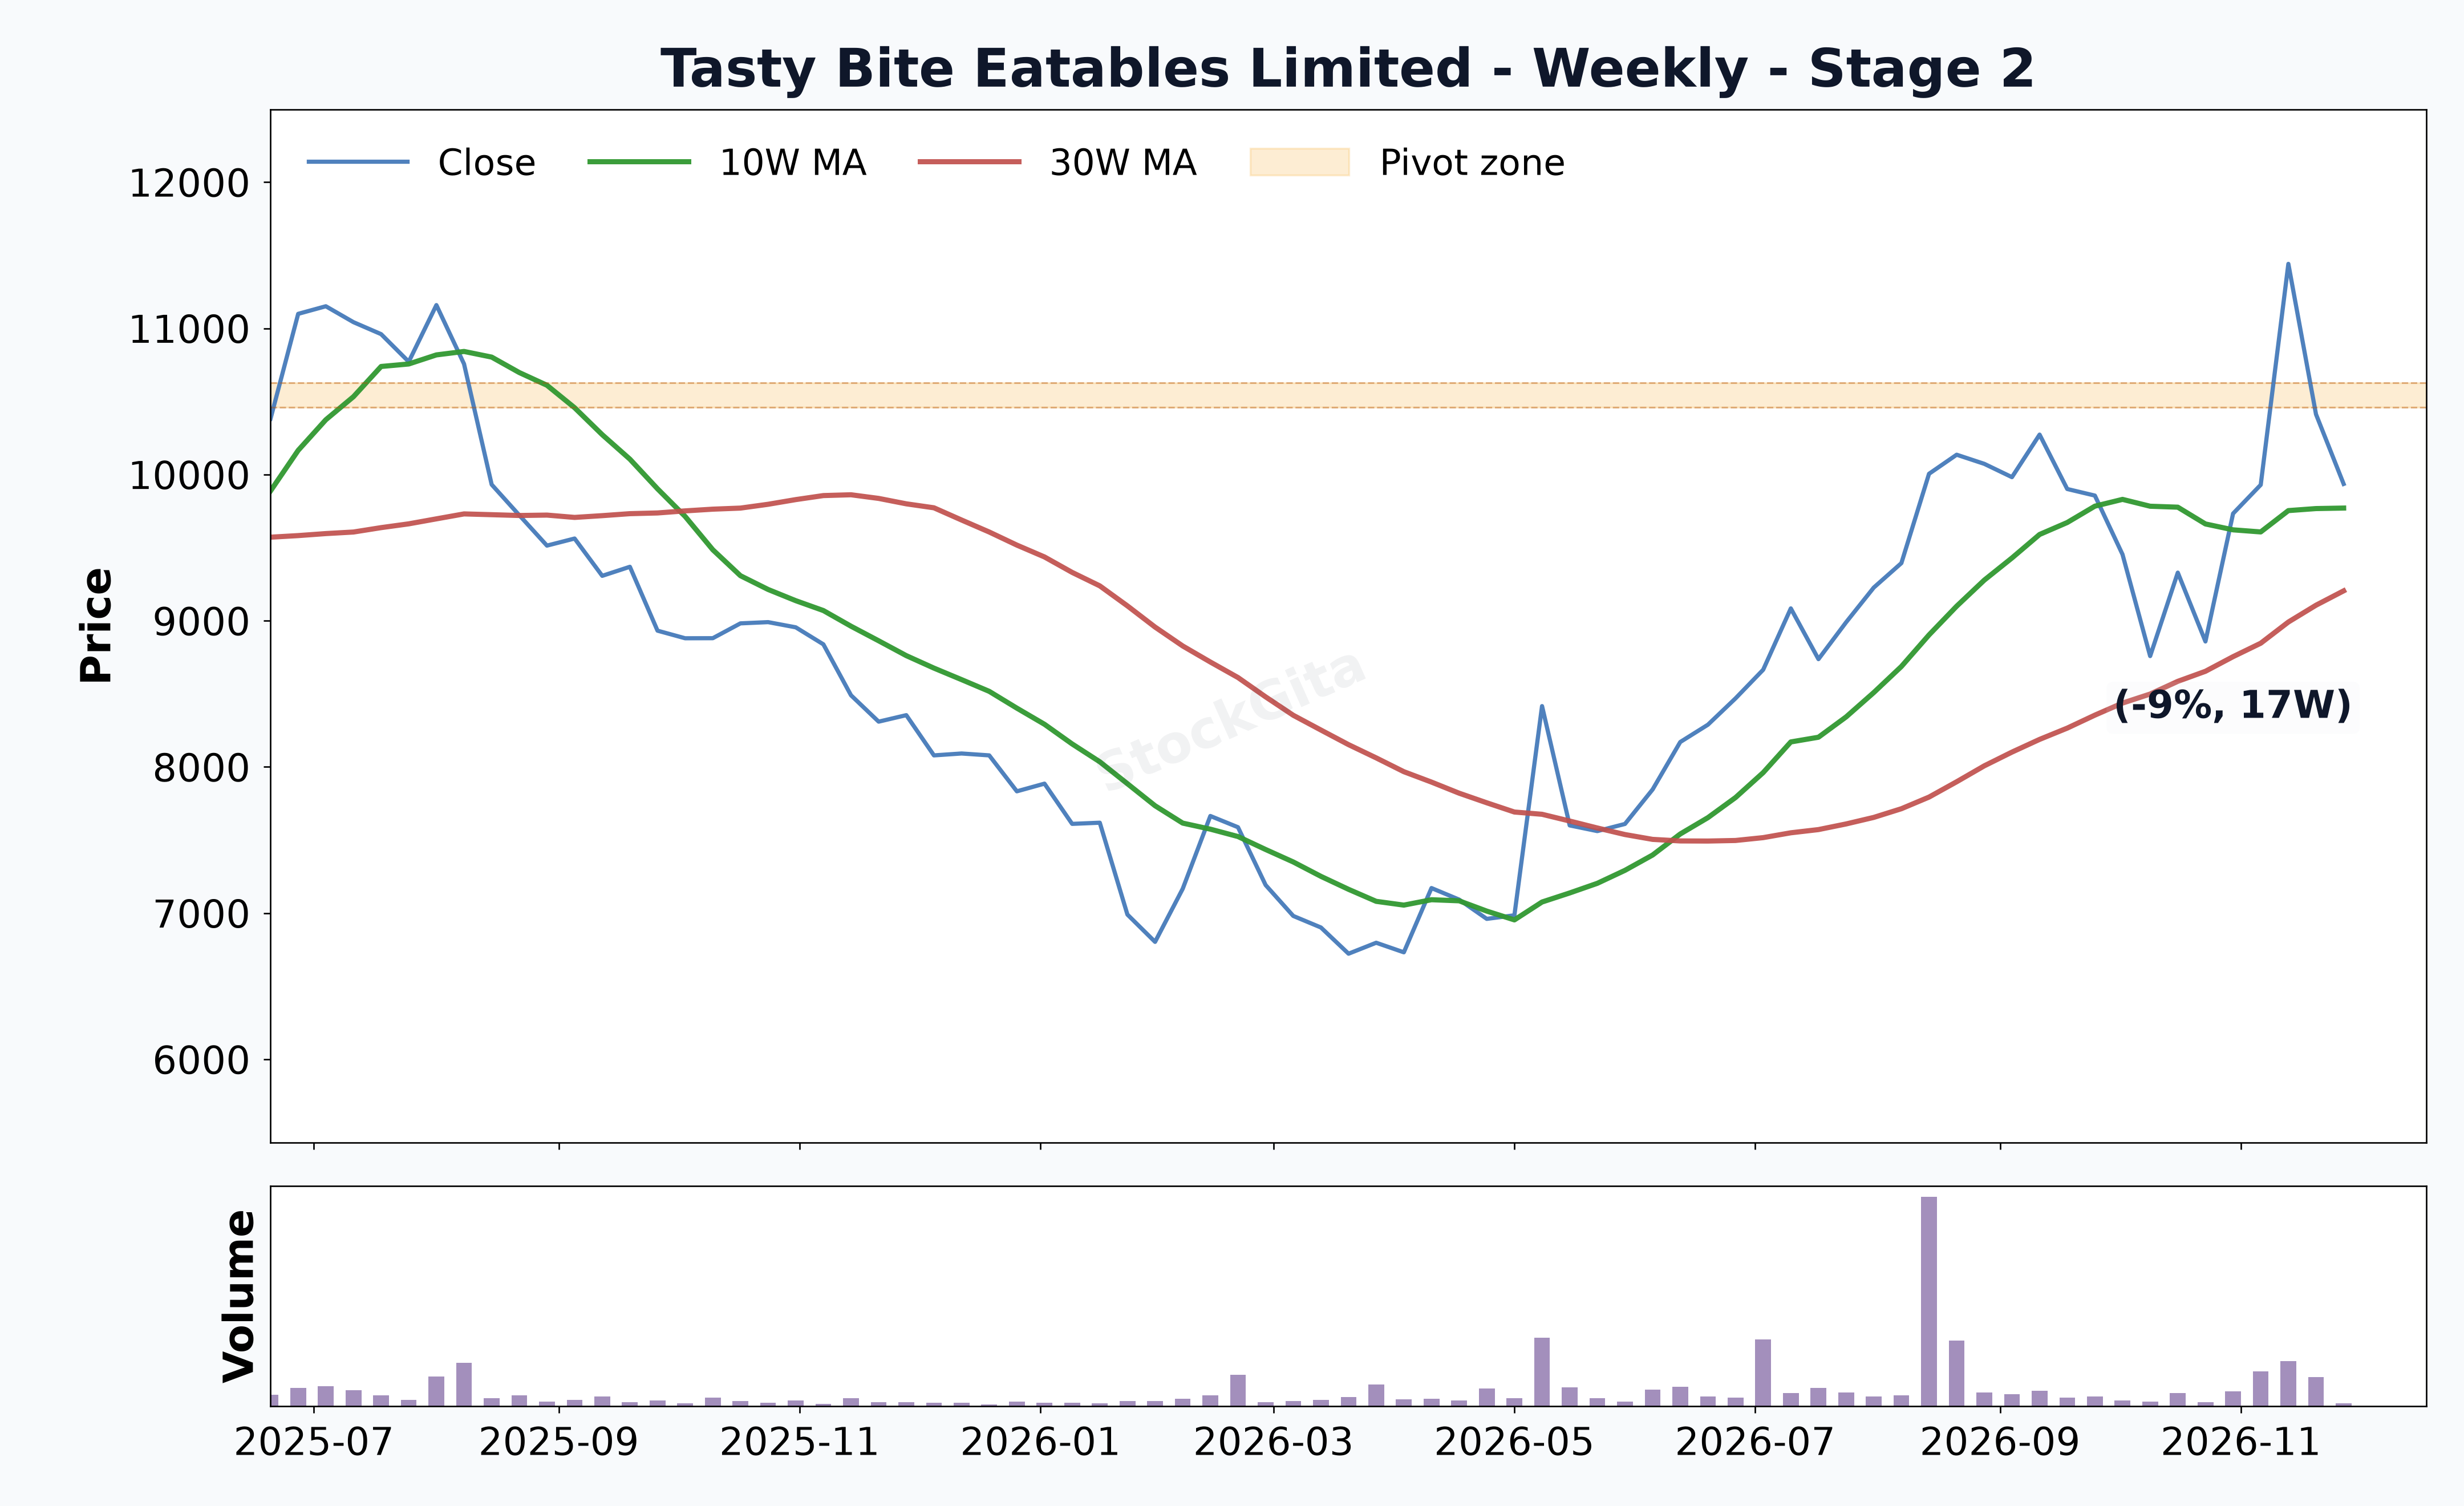 Tasty Bite Eatables Limited - Weekly - Stage 2
Close 10W MA 30W MA Pivot zone
12000
11000
10000
9000
8000
7000
6000
Price
StockGita
(-9%, 17W)
Volume
2025-07 2025-09 2025-11 2026-01 2026-03 2026-05 2026-07 2026-09 2026-11